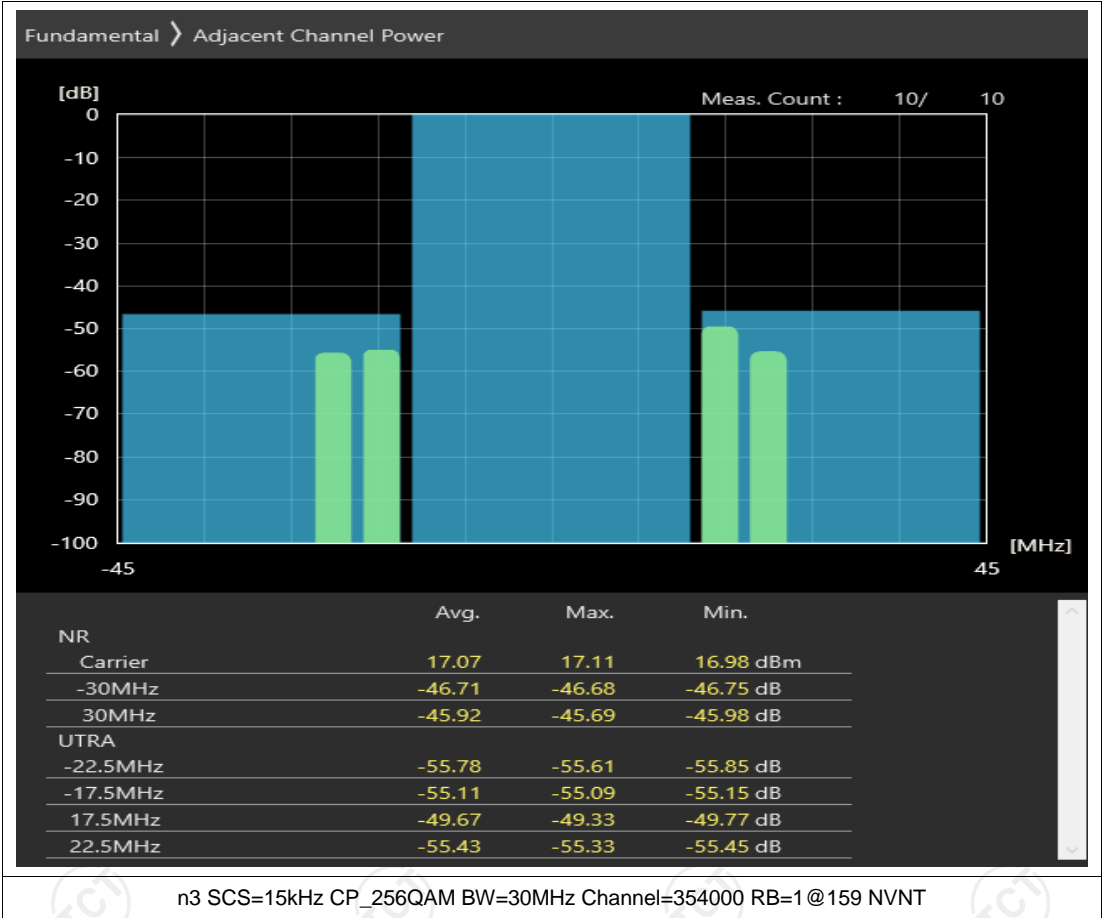 Fundamental ❯ Adjacent Channel Power
[dB]
Meas. Count : 10/ 10
0
-10
-20
-30
-40
-50
-60
-70
-80
-90
-100
[MHz]
-45 45
Avg. Max. Min.
NR
Carrier 17.07 17.11 16.98 dBm
-30MHz -46.71 -46.68 -46.75 dB
30MHz -45.92 -45.69 -45.98 dB
UTRA
-22.5MHz -55.78 -55.61 -55.85 dB
-17.5MHz -55.11 -55.09 -55.15 dB
17.5MHz -49.67 -49.33 -49.77 dB
22.5MHz -55.43 -55.33 -55.45 dB
n3 SCS=15kHz CP_256QAM BW=30MHz Channel=354000 RB=1@159 NVNT
TCT TCT TCT TCT TCT